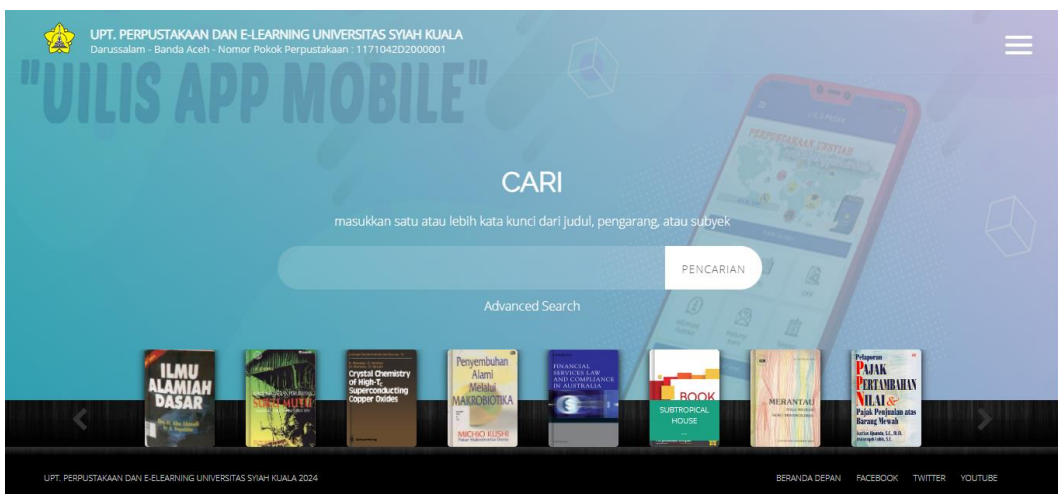 UPT. PERPUSTAKAAN DAN E-LEARNING UNIVERSITAS SYIAH KUALA
Darussalam - Banda Aceh - Nomor Pokok Perpustakaan : 1171042D2000001
"UILIS APP MOBILE"
PERPUSTAKAAN UNSYIAH
CARI
masukkan satu atau lebih kata kunci dari judul, pengarang, atau subyek
PENCARIAN
Advanced Search
ILMU
ALAMIAH
DASAR
Crystal Chemistry
of High-Tc
Superconducting
Copper Oxides
Penyembuhan
Alami
Melalui
MAKROBIOTIKA
MICHIO KUSHI
FINANCIAL
SERVICES LAW
AND COMPLIANCE
IN AUSTRALIA
BOOK
SUBTROPICAL
HOUSE
...
MERANTAU
Pelaporan
PAJAK
PERTAMBAHAN
NILAI &
Pajak Penjualan atas
Barang Mewah
UPT. PERPUSTAKAAN DAN E-ELEARNING UNIVERSITAS SYIAH KUALA 2024
BERANDA DEPAN FACEBOOK TWITTER YOUTUBE